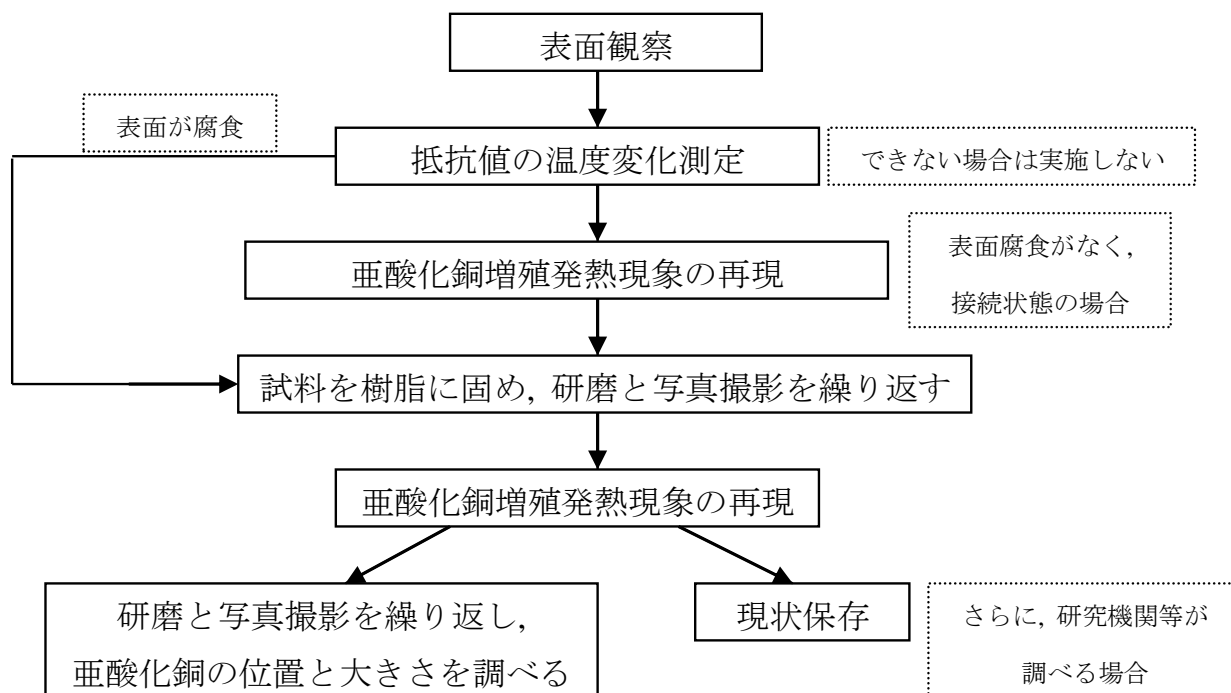 表面観察
表面が腐食
抵抗値の温度変化測定
できない場合は実施しない
亜酸化銅増殖発熱現象の再現
表面腐食がなく,
接続状態の場合
試料を樹脂に固め, 研磨と写真撮影を繰り返す
亜酸化銅増殖発熱現象の再現
研磨と写真撮影を繰り返し,
亜酸化銅の位置と大きさを調べる
現状保存
さらに, 研究機関等が
調べる場合